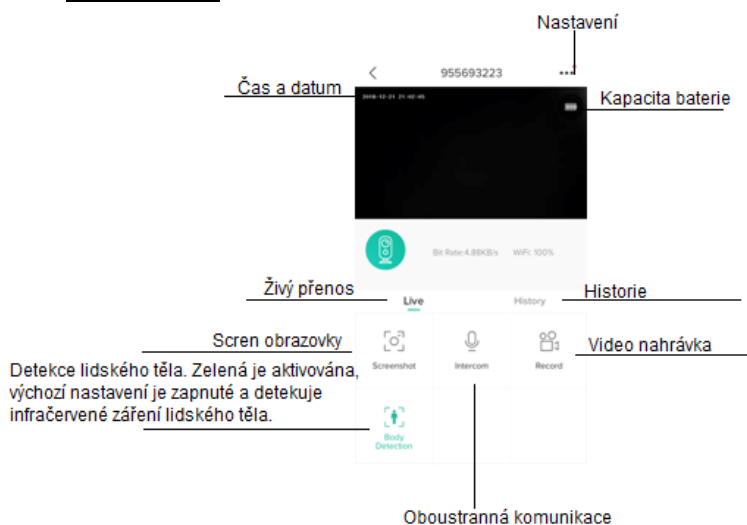 Nastavení
955693223
Čas a datum
2018-12-21 21:42:45
Kapacita baterie
Bit Rate:4.88KB/s WiFi: 100%
Živý přenos
Live
History
Historie
Scren obrazovky
Screenshot
Intercom
Record
Video nahrávka
Detekce lidského těla. Zelená je aktivována,
výchozí nastavení je zapnuté a detekuje
infračervené záření lidského těla.
Body
Detection
Oboustranná komunikace